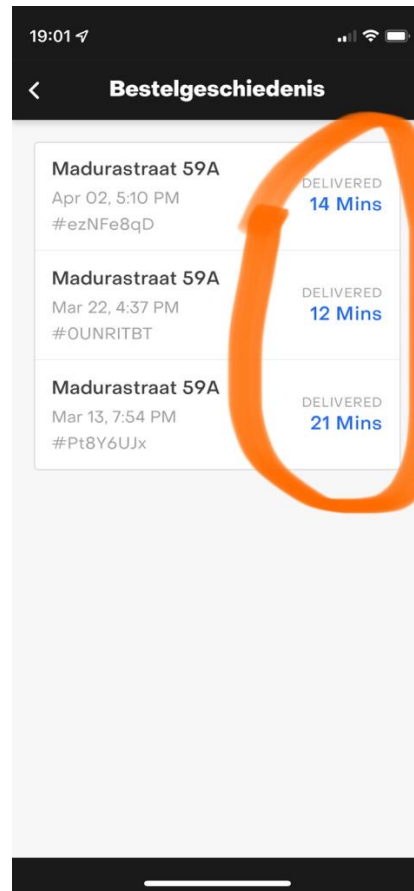 19:01
Bestelgeschiedenis
Madurastraat 59A
DELIVERED
Apr 02, 5:10 PM
14 Mins
#ezNFe8qD
Madurastraat 59A
DELIVERED
Mar 22, 4:37 PM
12 Mins
#0UNRITBT
Madurastraat 59A
DELIVERED
Mar 13, 7:54 PM
21 Mins
#Pt8Y6UJx